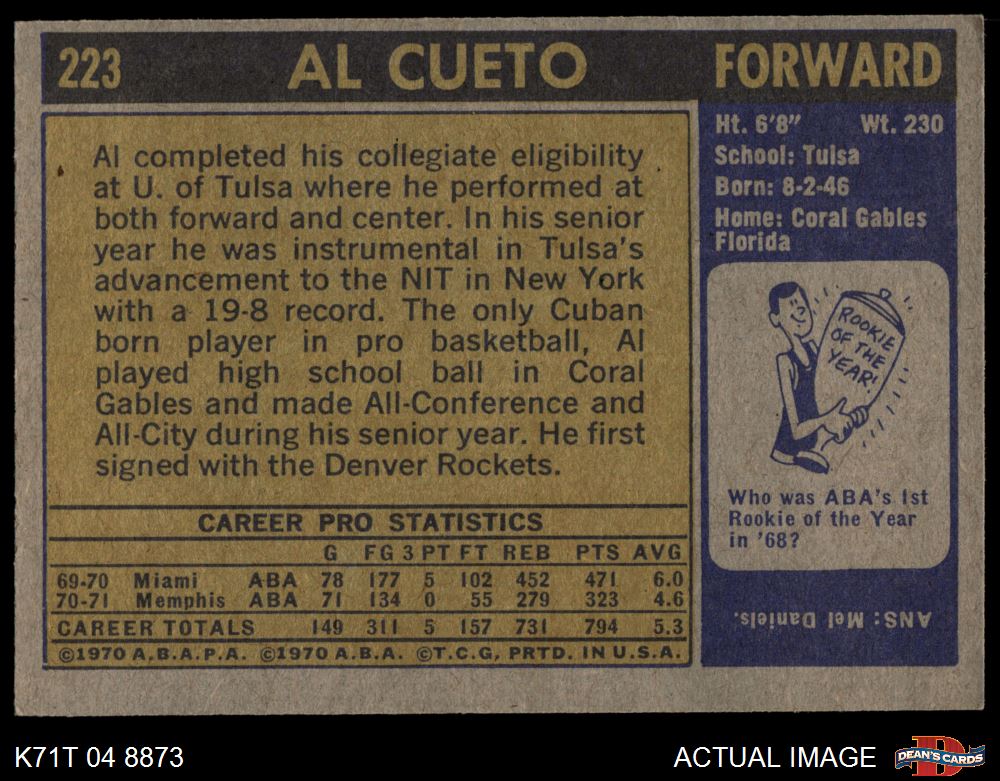 223 AL CUETO FORWARD
Ht. 6'8" Wt. 230
School: Tulsa
Born: 8-2-46
Home: Coral Gables
Florida
Al completed his collegiate eligibility
at U. of Tulsa where he performed at
both forward and center. In his senior
year he was instrumental in Tulsa's
advancement to the NIT in New York
with a 19-8 record. The only Cuban
born player in pro basketball, Al
played high school ball in Coral
Gables and made All-Conference and
All-City during his senior year. He first
signed with the Denver Rockets.
ROOKIE
OF THE
YEAR!
Who was ABA's 1st
Rookie of the Year
in '68?
ANS: Mel Daniels.
CAREER PRO STATISTICS
G FG 3 PT FT REB PTS AVG
69-70 Miami ABA 78 177 5 102 452 471 6.0
70-71 Memphis ABA 71 134 0 55 279 323 4.6
CAREER TOTALS 149 311 5 157 731 794 5.3
©1970 A.B.A.P.A. ©1970 A.B.A. ©T.C.G. PRTD. IN U.S.A.
K71T 04 8873 ACTUAL IMAGE DEAN'S CARDS